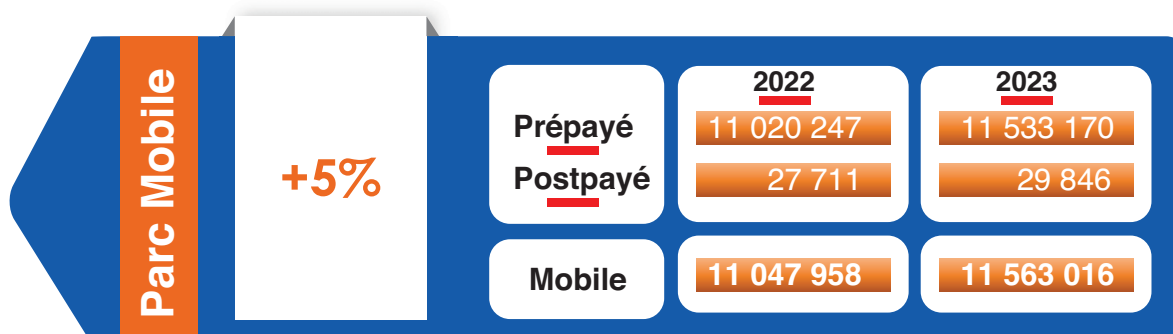 Parc Mobile
+5%
2022 2023
Prépayé 11 020 247 11 533 170
Postpayé 27 711 29 846
Mobile 11 047 958 11 563 016